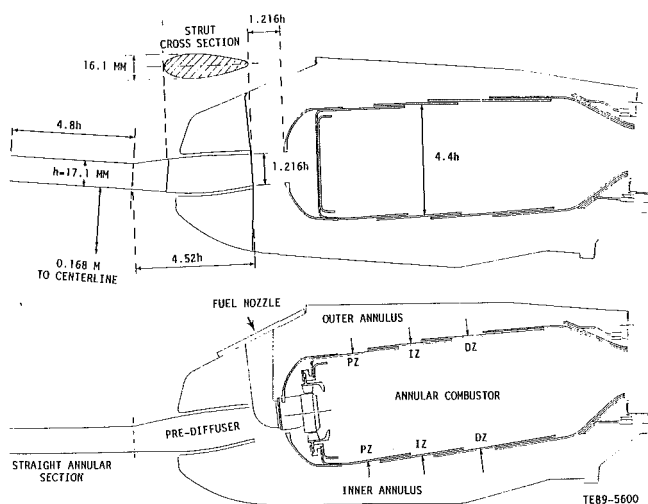 1.216h
STRUT
CROSS SECTION
16.1 MM
4.8h
h=17.1 MM
1.216h
4.4h
0.168 M
TO CENTERLINE
4.52h
FUEL NOZZLE
OUTER ANNULUS
PZ
IZ
DZ
ANNULAR COMBUSTOR
PRE-DIFFUSER
STRAIGHT ANNULAR
SECTION
PZ
IZ
DZ
INNER ANNULUS
TE89-5600